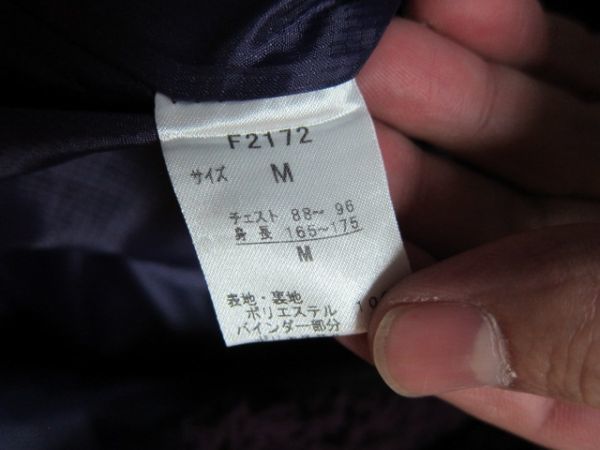 F2172
サイズ M
チェスト 88～ 96
身長 165～175
M
表地・裏地
ポリエステル 10
バインダー部分